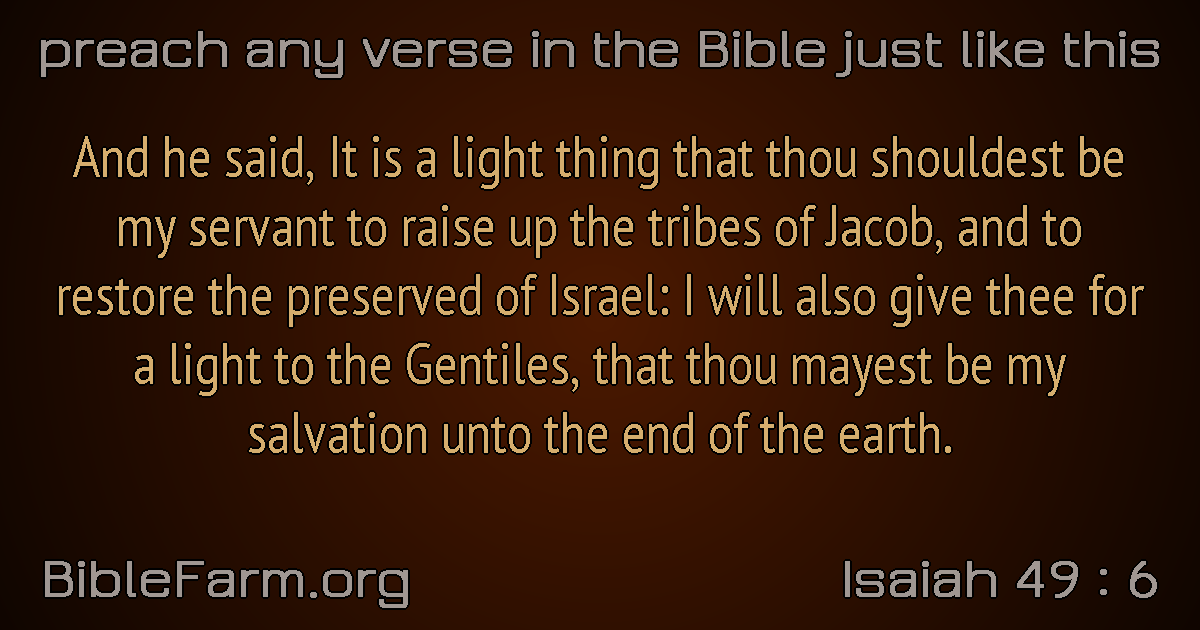 preach any verse in the Bible just like this
And he said, It is a light thing that thou shouldest be
my servant to raise up the tribes of Jacob, and to
restore the preserved of Israel: I will also give thee for
a light to the Gentiles, that thou mayest be my
salvation unto the end of the earth.
BibleFarm.org
Isaiah 49 : 6